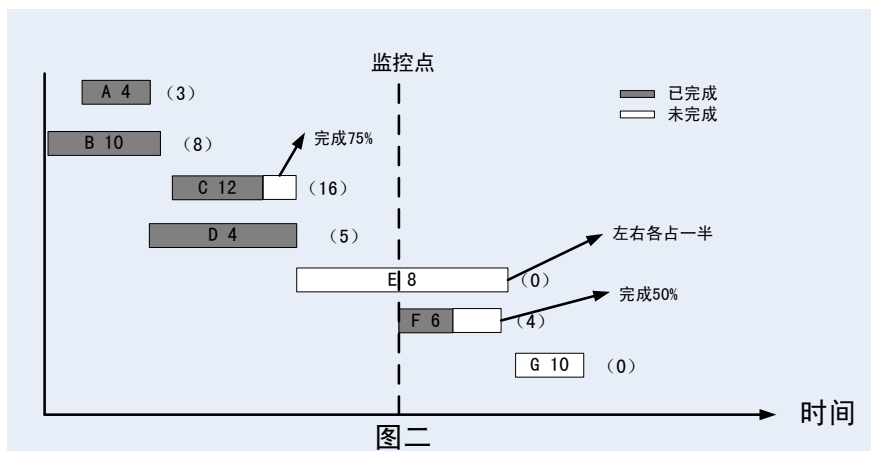 监控点
A 4 （3）
已完成
未完成
B 10 （8）
完成75%
C 12 （16）
D 4 （5）
左右各占一半
E 8 （0）
完成50%
F 6 （4）
G 10 （0）
时间
图二